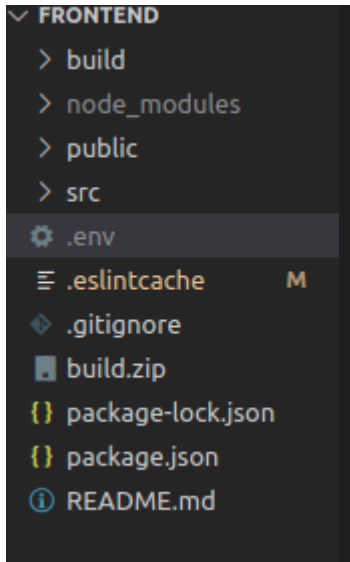 FRONTEND
build
node_modules
public
src
.env
.eslintcache M
.gitignore
build.zip
{} package-lock.json
{} package.json
README.md